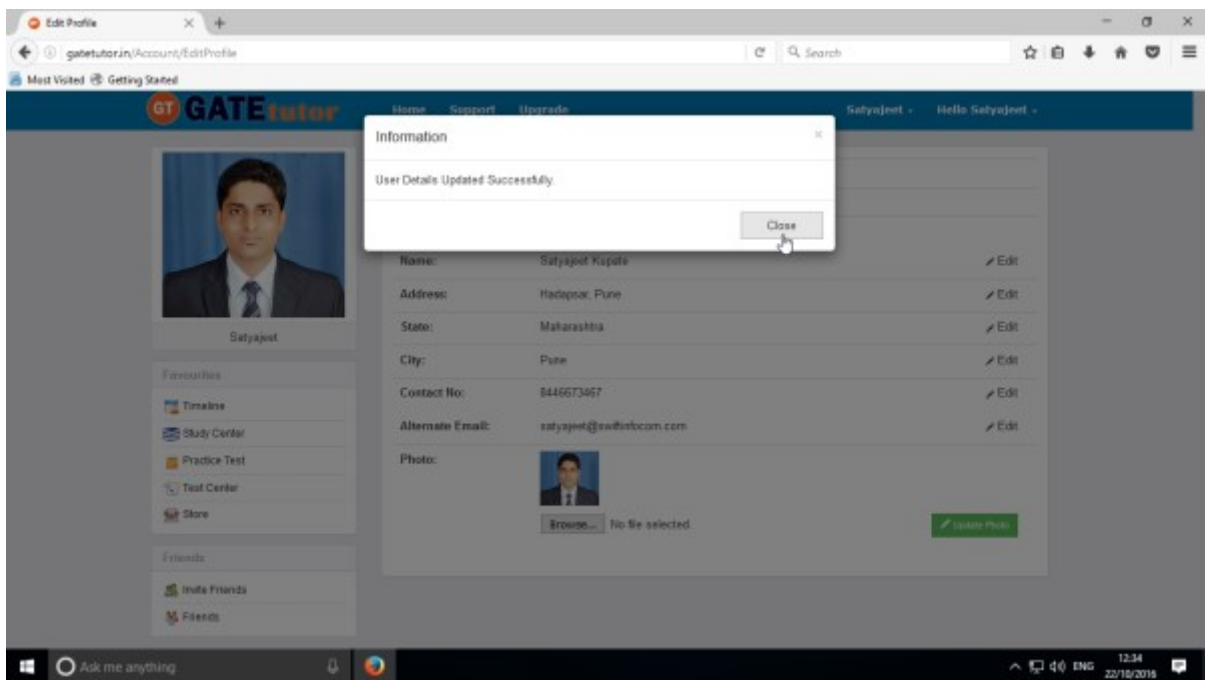 Edit Profile
gatetutor.in/Account/EditProfile
Search
Most Visited Getting Started
GT GATEtutor Home Support Upgrade Satyajeet Hello Satyajeet
Information
User Details Updated Successfully.
Close
Satyajeet
Favourites
Timeline
Study Center
Practice Test
Test Center
Store
Friends
Invite Friends
Friends
Name: Satyajeet Kupate Edit
Address: Hadapsar, Pune Edit
State: Maharashtra Edit
City: Pune Edit
Contact No: 8446673467 Edit
Alternate Email: satyajeet@swiftinfocom.com Edit
Photo:
Browse... No file selected. Update Photo
Ask me anything
ENG 12:34
22/10/2016